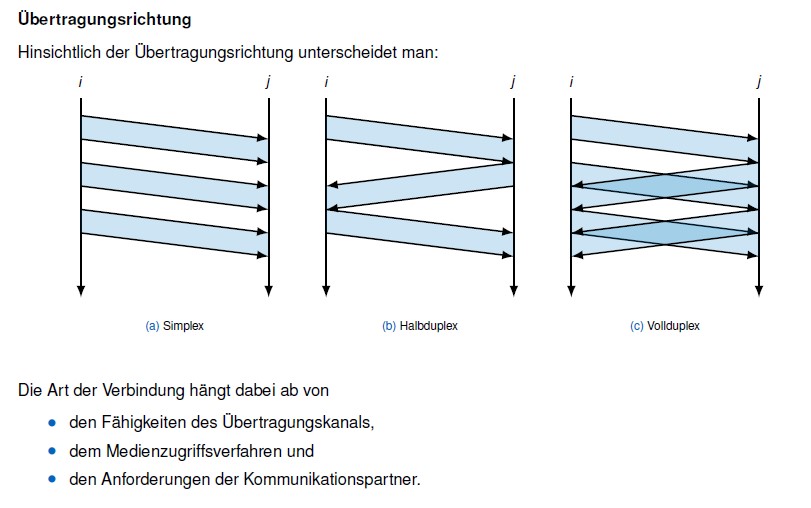 Übertragungsrichtung
Hinsichtlich der Übertragungsrichtung unterscheidet man:
i j i j i j
(a) Simplex (b) Halbduplex (c) Vollduplex
Die Art der Verbindung hängt dabei ab von
• den Fähigkeiten des Übertragungskanals,
• dem Medienzugriffsverfahren und
• den Anforderungen der Kommunikationspartner.